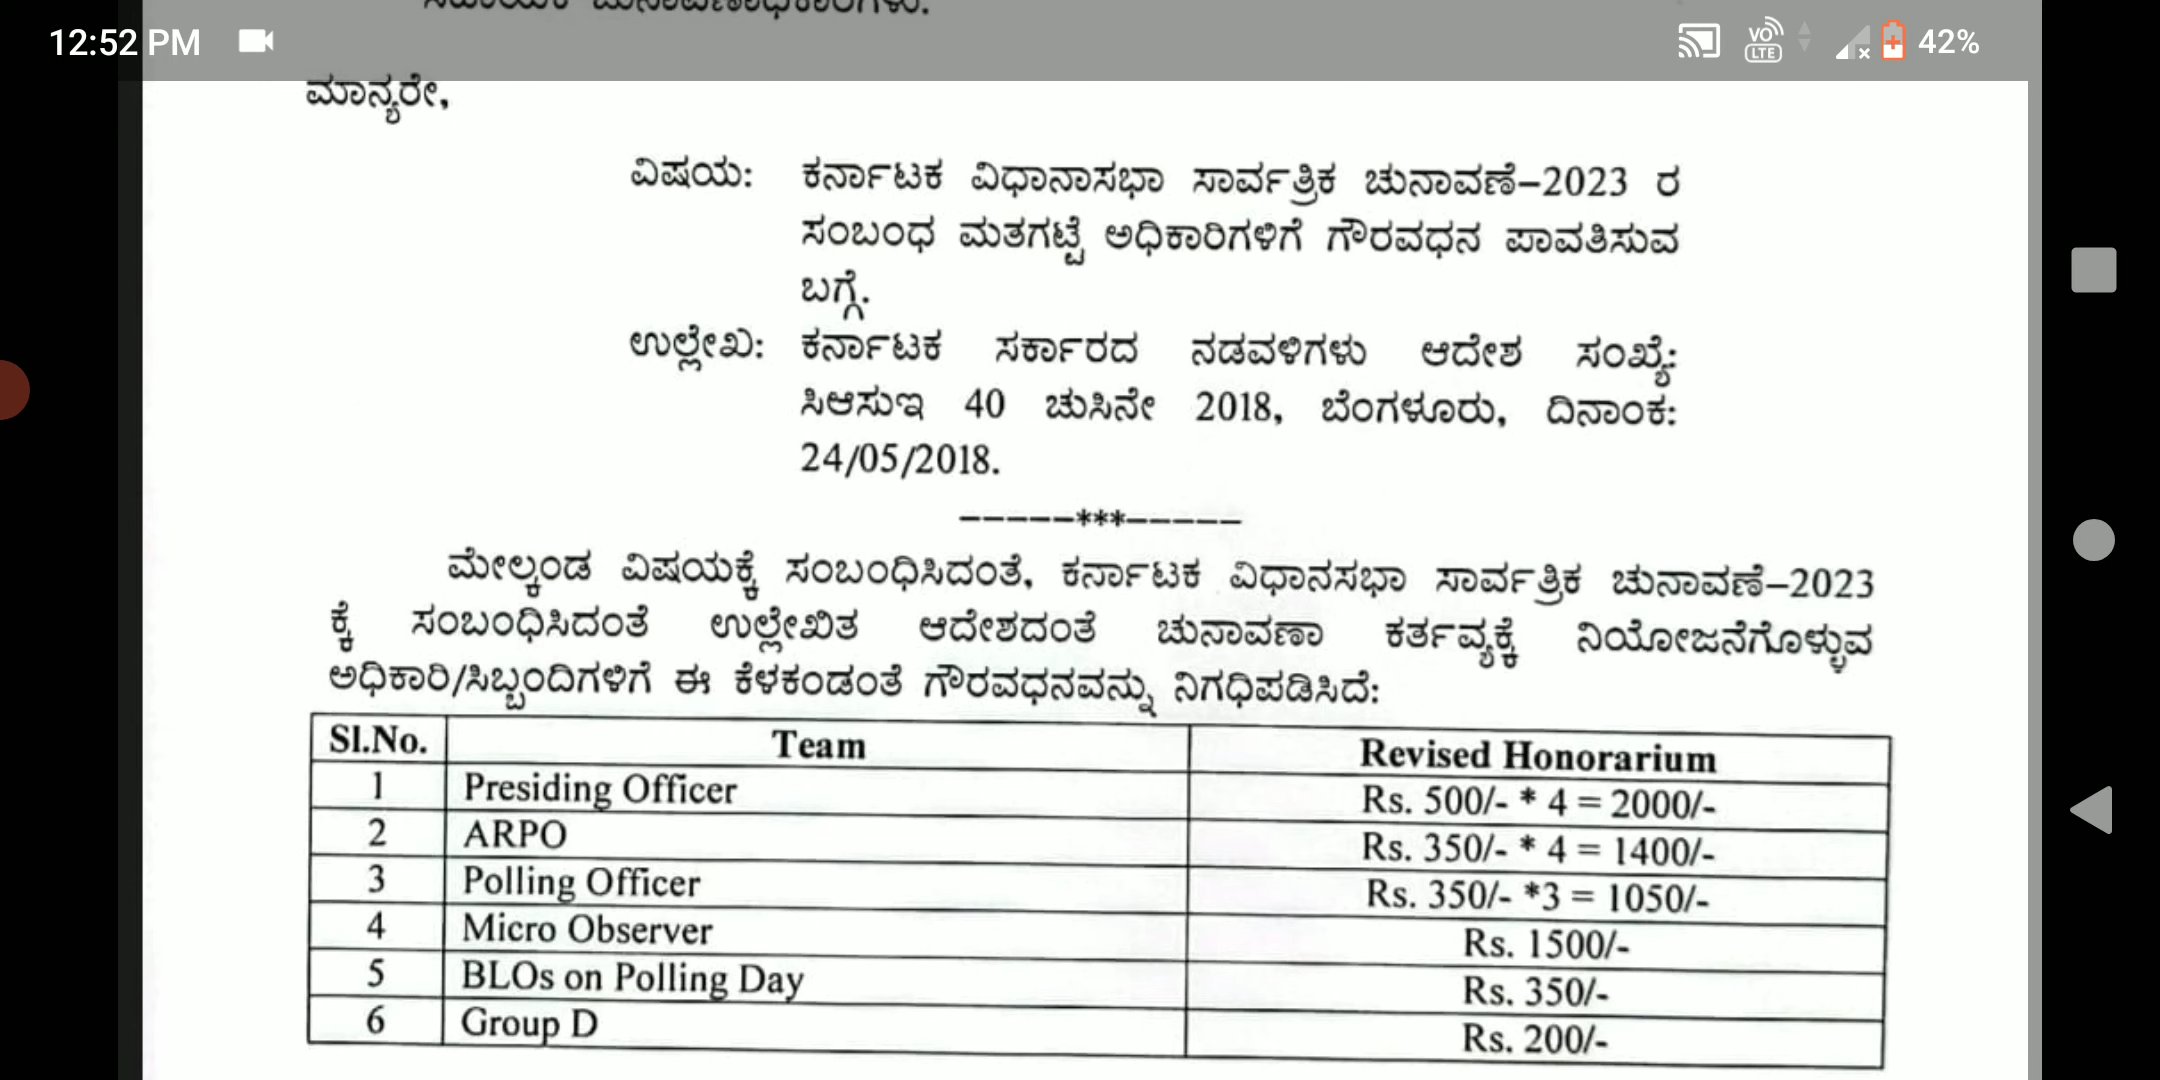 12:52 PM
VO LTE 42%
ಮಾನ್ಯರೇ,
ವಿಷಯ: ಕರ್ನಾಟಕ ವಿಧಾನಾಸಭಾ ಸಾರ್ವತ್ರಿಕ ಚುನಾವಣೆ-2023 ರ
ಸಂಬಂಧ ಮತಗಟ್ಟೆ ಅಧಿಕಾರಿಗಳಿಗೆ ಗೌರವಧನ ಪಾವತಿಸುವ
ಬಗ್ಗೆ.
ಉಲ್ಲೇಖ: ಕರ್ನಾಟಕ ಸರ್ಕಾರದ ನಡವಳಿಗಳು ಆದೇಶ ಸಂಖ್ಯೆ:
ಸಿಆಸುಇ 40 ಚುಸಿನೇ 2018, ಬೆಂಗಳೂರು, ದಿನಾಂಕ:
24/05/2018.
-----***-----
ಮೇಲ್ಕಂಡ ವಿಷಯಕ್ಕೆ ಸಂಬಂಧಿಸಿದಂತೆ, ಕರ್ನಾಟಕ ವಿಧಾನಸಭಾ ಸಾರ್ವತ್ರಿಕ ಚುನಾವಣೆ-2023
ಕ್ಕೆ ಸಂಬಂಧಿಸಿದಂತೆ ಉಲ್ಲೇಖಿತ ಆದೇಶದಂತೆ ಚುನಾವಣಾ ಕರ್ತವ್ಯಕ್ಕೆ ನಿಯೋಜನೆಗೊಳ್ಳುವ
ಅಧಿಕಾರಿ/ಸಿಬ್ಬಂದಿಗಳಿಗೆ ಈ ಕೆಳಕಂಡಂತೆ ಗೌರವಧನವನ್ನು ನಿಗಧಿಪಡಿಸಿದೆ:
Sl.No. Team Revised Honorarium
1 Presiding Officer Rs. 500/- * 4 = 2000/-
2 ARPO Rs. 350/- * 4 = 1400/-
3 Polling Officer Rs. 350/- *3 = 1050/-
4 Micro Observer Rs. 1500/-
5 BLOs on Polling Day Rs. 350/-
6 Group D Rs. 200/-